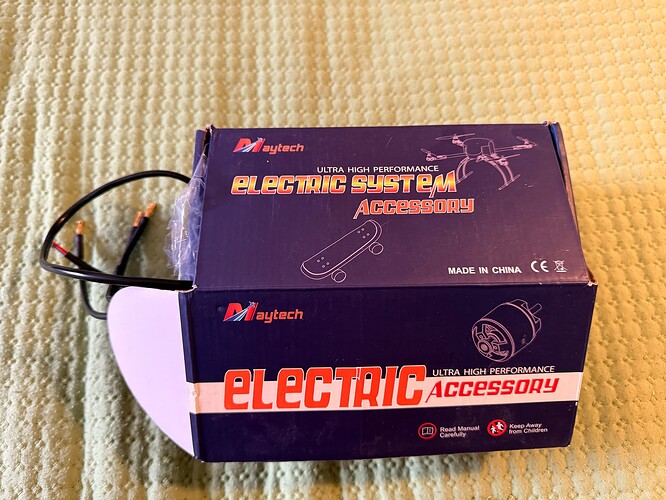 Maytech
ULTRA HIGH PERFORMANCE
ELECTRIC SYSTEM
ACCESSORY
MADE IN CHINA CE
Maytech
ULTRA HIGH PERFORMANCE
ELECTRIC ACCESSORY
Read Manual
Carefully
Keep Away
from Children